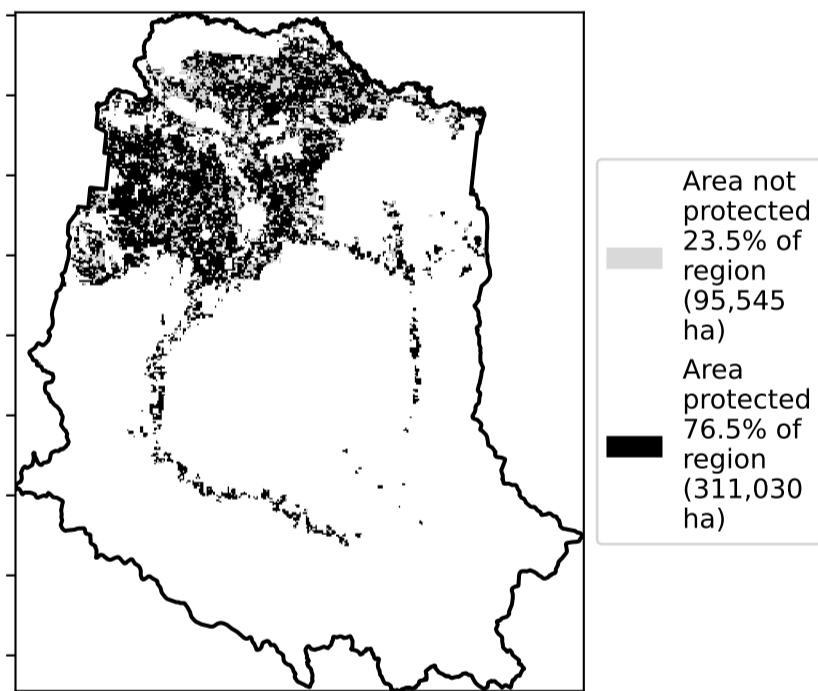 Area not
protected
23.5% of
region
(95,545
ha)
Area
protected
76.5% of
region
(311,030
ha)